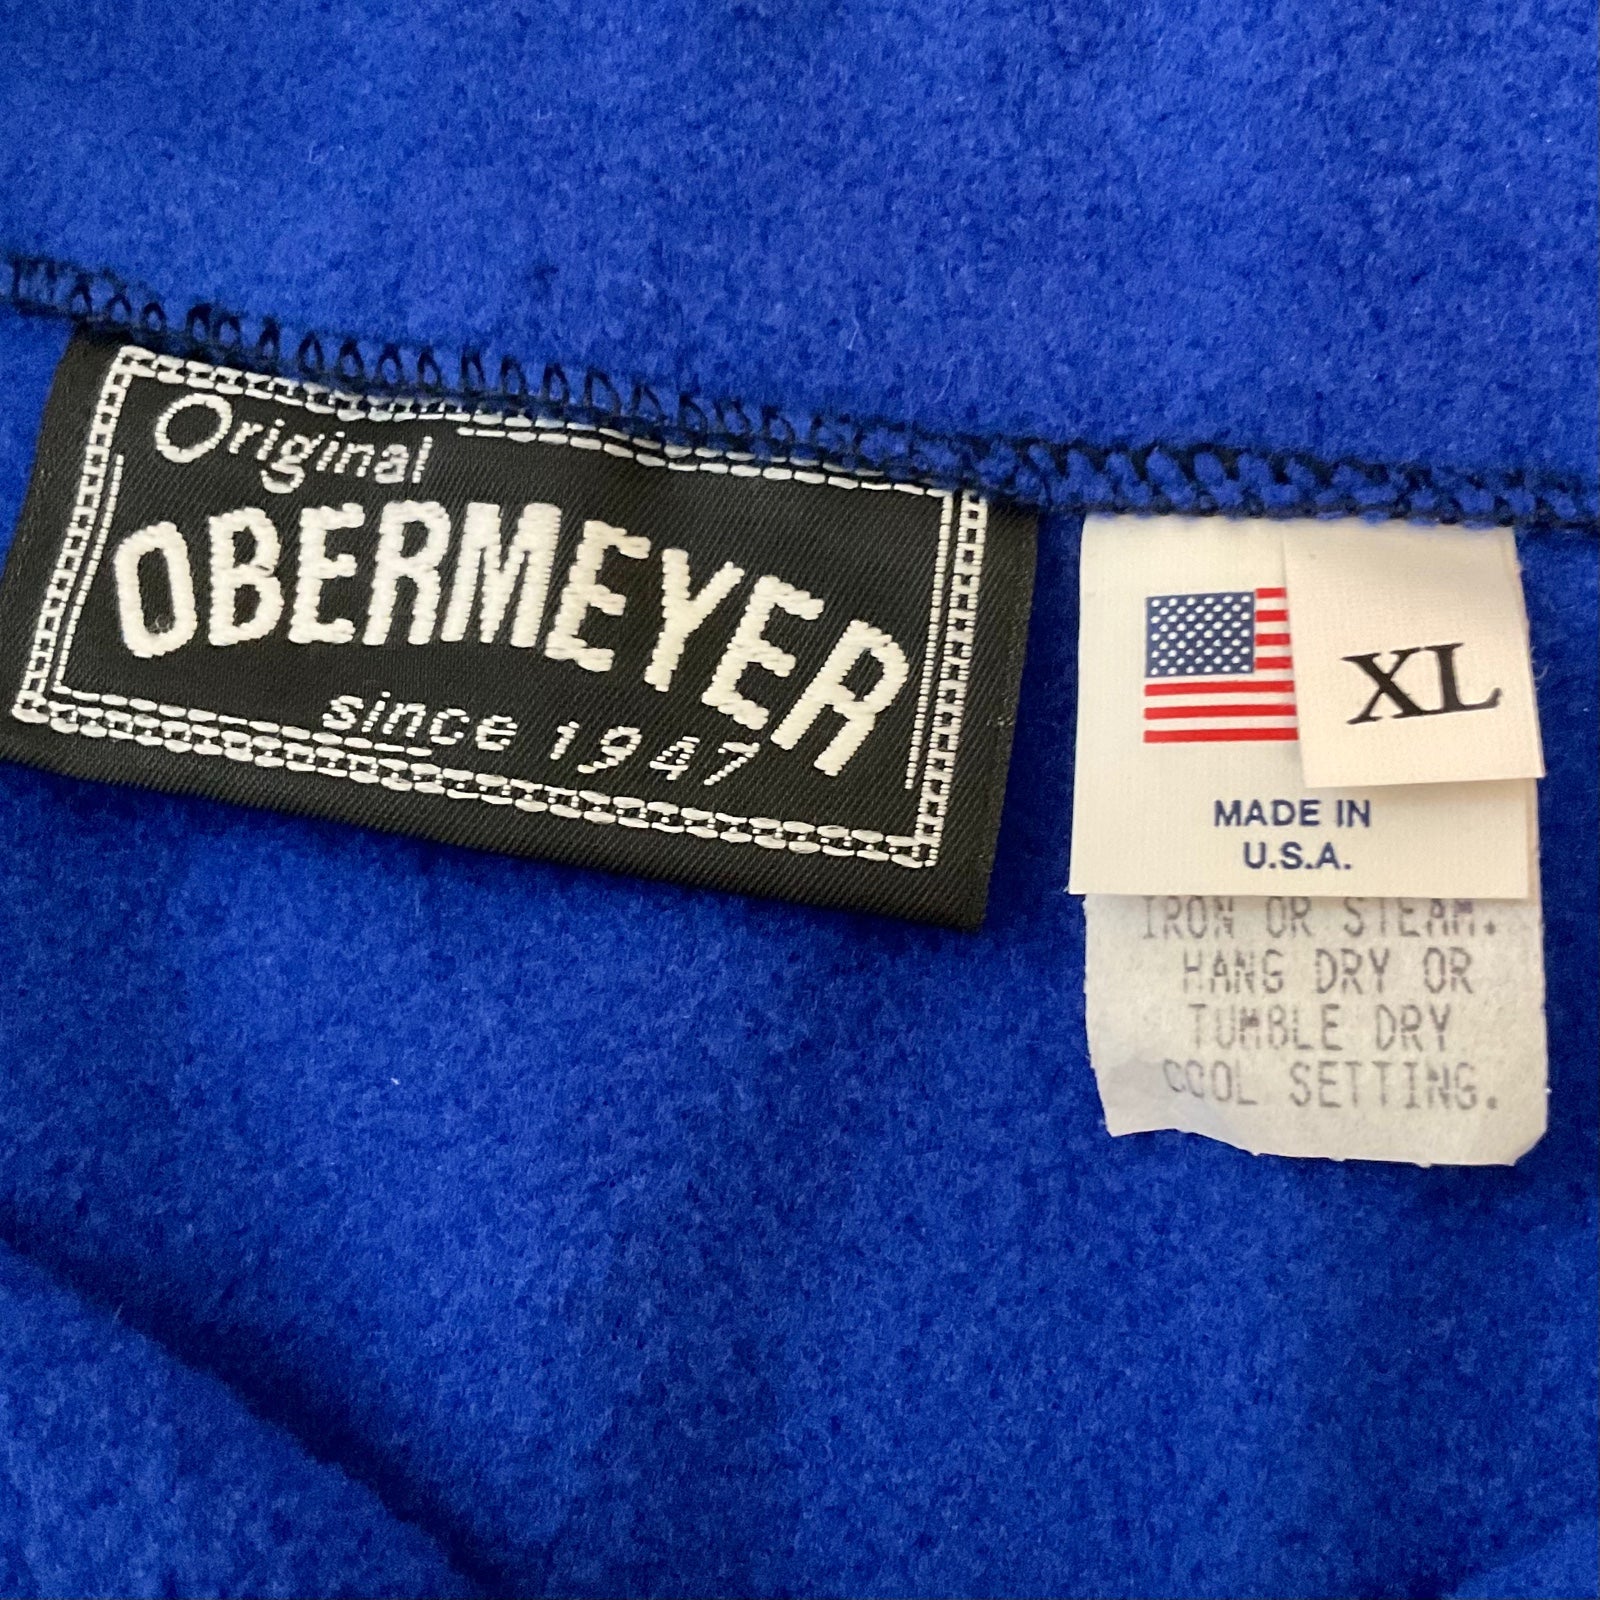 Original
OBERMEYER
since 1947
XL
MADE IN
U.S.A.
IRON OR STEAM.
HANG DRY OR
TUMBLE DRY
COOL SETTING.